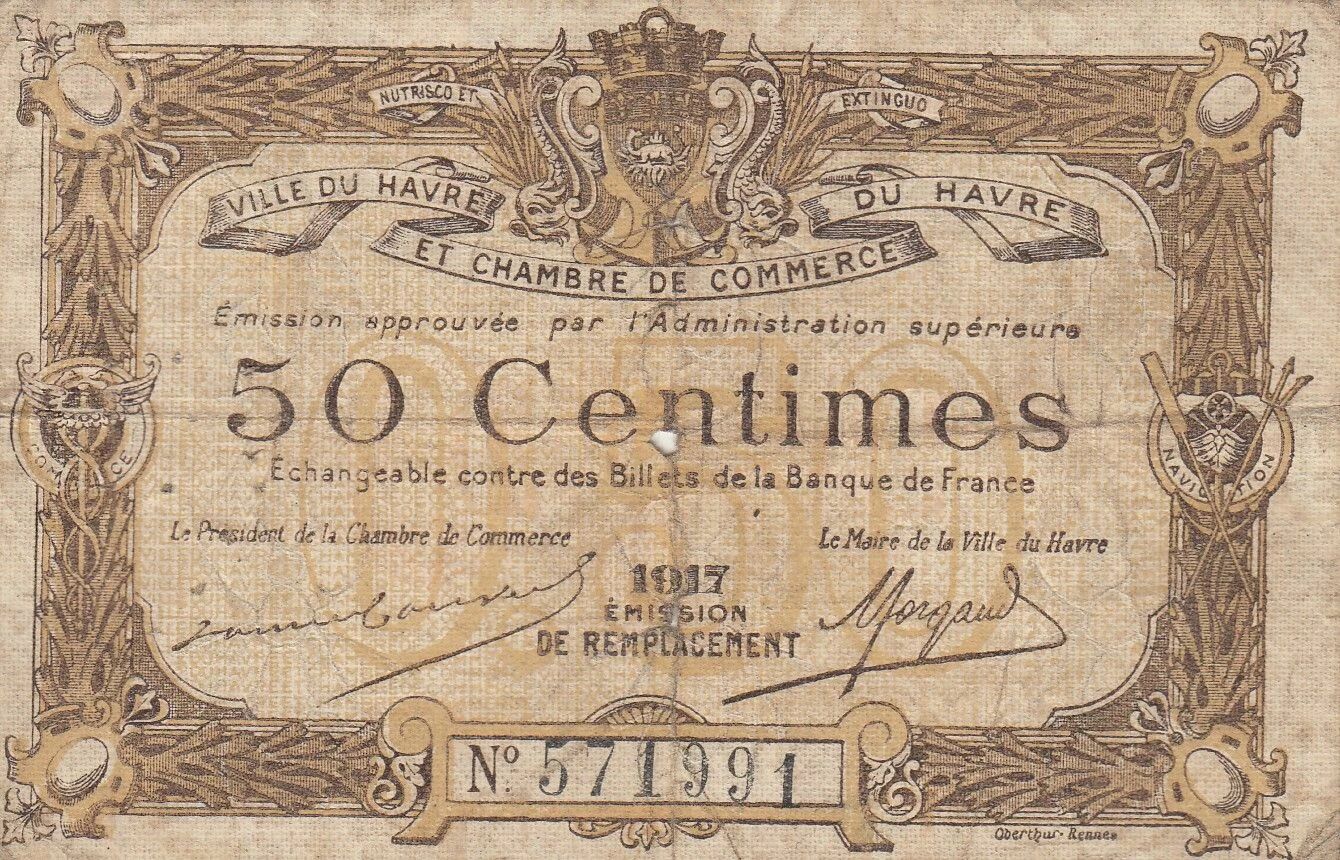 NUTRISCO ET EXTINGUO
VILLE DU HAVRE
ET CHAMBRE DE COMMERCE
DU HAVRE
Émission approuvée par l'Administration supérieure
50 Centimes
Échangeable contre des Billets de la Banque de France
COMMERCE
NAVIGATION
Le Président de la Chambre de Commerce
Le Maire de la Ville du Havre
1917
ÉMISSION
DE REMPLACEMENT
Morgand
No 571991
Oberthur-Rennes